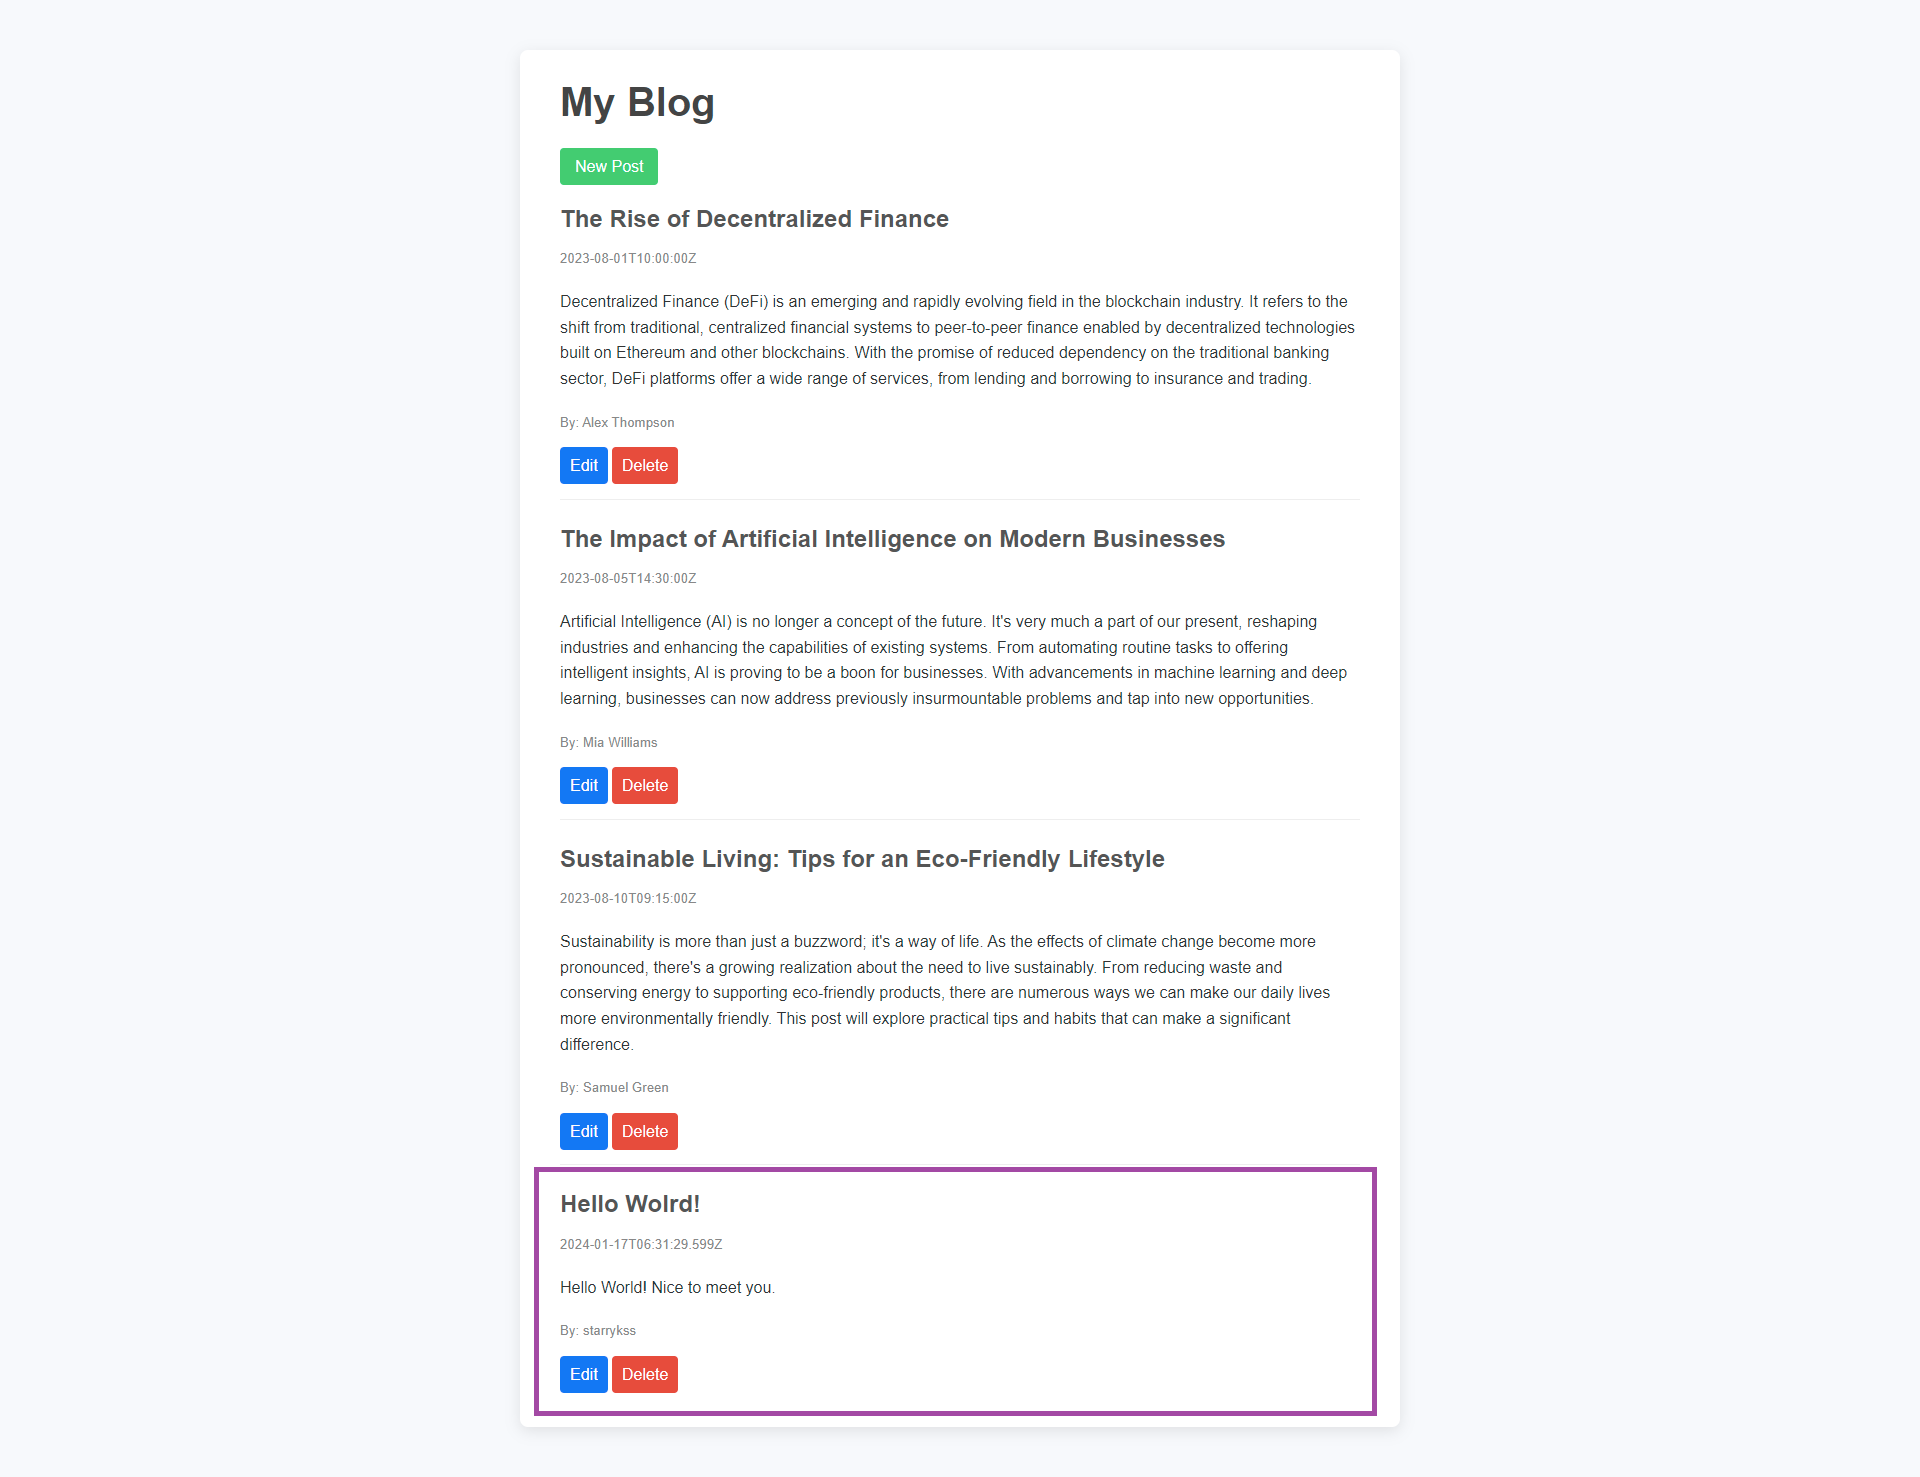 My Blog
New Post
The Rise of Decentralized Finance
2023-08-01T10:00:00Z
Decentralized Finance (DeFi) is an emerging and rapidly evolving field in the blockchain industry. It refers to the
shift from traditional, centralized financial systems to peer-to-peer finance enabled by decentralized technologies
built on Ethereum and other blockchains. With the promise of reduced dependency on the traditional banking
sector, DeFi platforms offer a wide range of services, from lending and borrowing to insurance and trading.
By: Alex Thompson
Edit Delete
The Impact of Artificial Intelligence on Modern Businesses
2023-08-05T14:30:00Z
Artificial Intelligence (AI) is no longer a concept of the future. It's very much a part of our present, reshaping
industries and enhancing the capabilities of existing systems. From automating routine tasks to offering
intelligent insights, AI is proving to be a boon for businesses. With advancements in machine learning and deep
learning, businesses can now address previously insurmountable problems and tap into new opportunities.
By: Mia Williams
Edit Delete
Sustainable Living: Tips for an Eco-Friendly Lifestyle
2023-08-10T09:15:00Z
Sustainability is more than just a buzzword; it's a way of life. As the effects of climate change become more
pronounced, there's a growing realization about the need to live sustainably. From reducing waste and
conserving energy to supporting eco-friendly products, there are numerous ways we can make our daily lives
more environmentally friendly. This post will explore practical tips and habits that can make a significant
difference.
By: Samuel Green
Edit Delete
Hello Wolrd!
2024-01-17T06:31:29.599Z
Hello World! Nice to meet you.
By: starrykss
Edit Delete